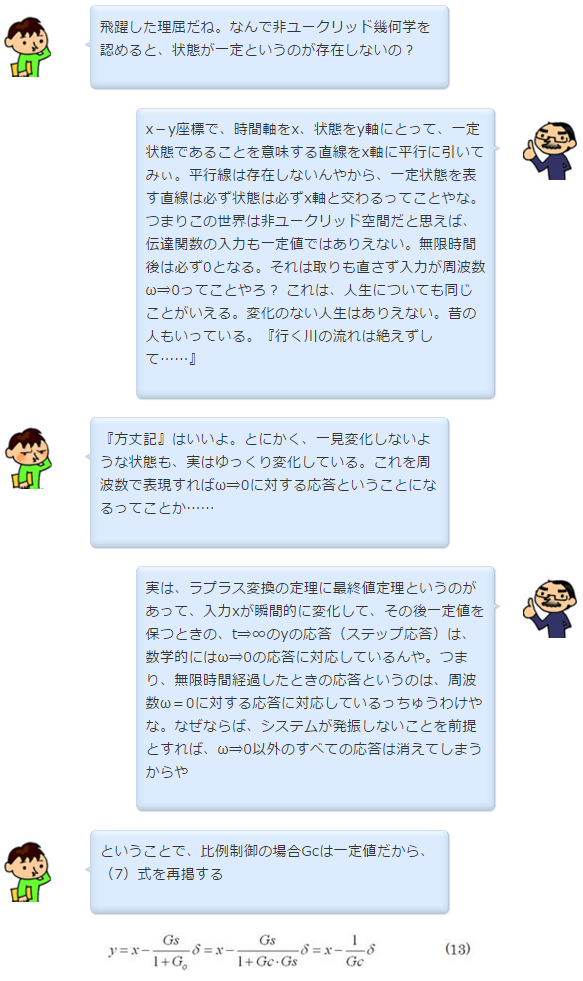 飛躍した理屈だね。なんで非ユークリッド幾何学を
認めると、状態が一定というのが存在しないの？
x－y座標で、時間軸をx、状態をy軸にとって、一定
状態であることを意味する直線をx軸に平行に引いて
みぃ。平行線は存在しないんやから、一定状態を表
す直線は必ず状態は必ずx軸と交わるってことやな。
つまりこの世界は非ユークリッド空間だと思えば、
伝達関数の入力も一定値ではありえない。無限時間
後は必ず0となる。それは取りも直さず入力が周波数
ω⇒0ってことやろ？ これは、人生についても同じ
ことがいえる。変化のない人生はありえない。昔の
人もいっている。『行く川の流れは絶えずし
て……』
『方丈記』はいいよ。とにかく、一見変化しないよ
うな状態も、実はゆっくり変化している。これを周
波数で表現すればω⇒0に対する応答ということにな
るってことか……
実は、ラプラス変換の定理に最終値定理というのが
あって、入力xが瞬間的に変化して、その後一定値を
保つときの、t⇒∞のyの応答（ステップ応答）は、
数学的にはω⇒0の応答に対応しているんや。つま
り、無限時間経過したときの応答というのは、周波
数ω＝0に対する応答に対応しているっちゅうわけや
な。なぜならば、システムが発振しないことを前提
とすれば、ω⇒0以外のすべての応答は消えてしまう
からや
ということで、比例制御の場合Gcは一定値だから、
（7）式を再掲する
y = x − Gs/(1 + G₀) δ = x − Gs/(1 + Gc·Gs) δ = x − 1/Gc δ (13)